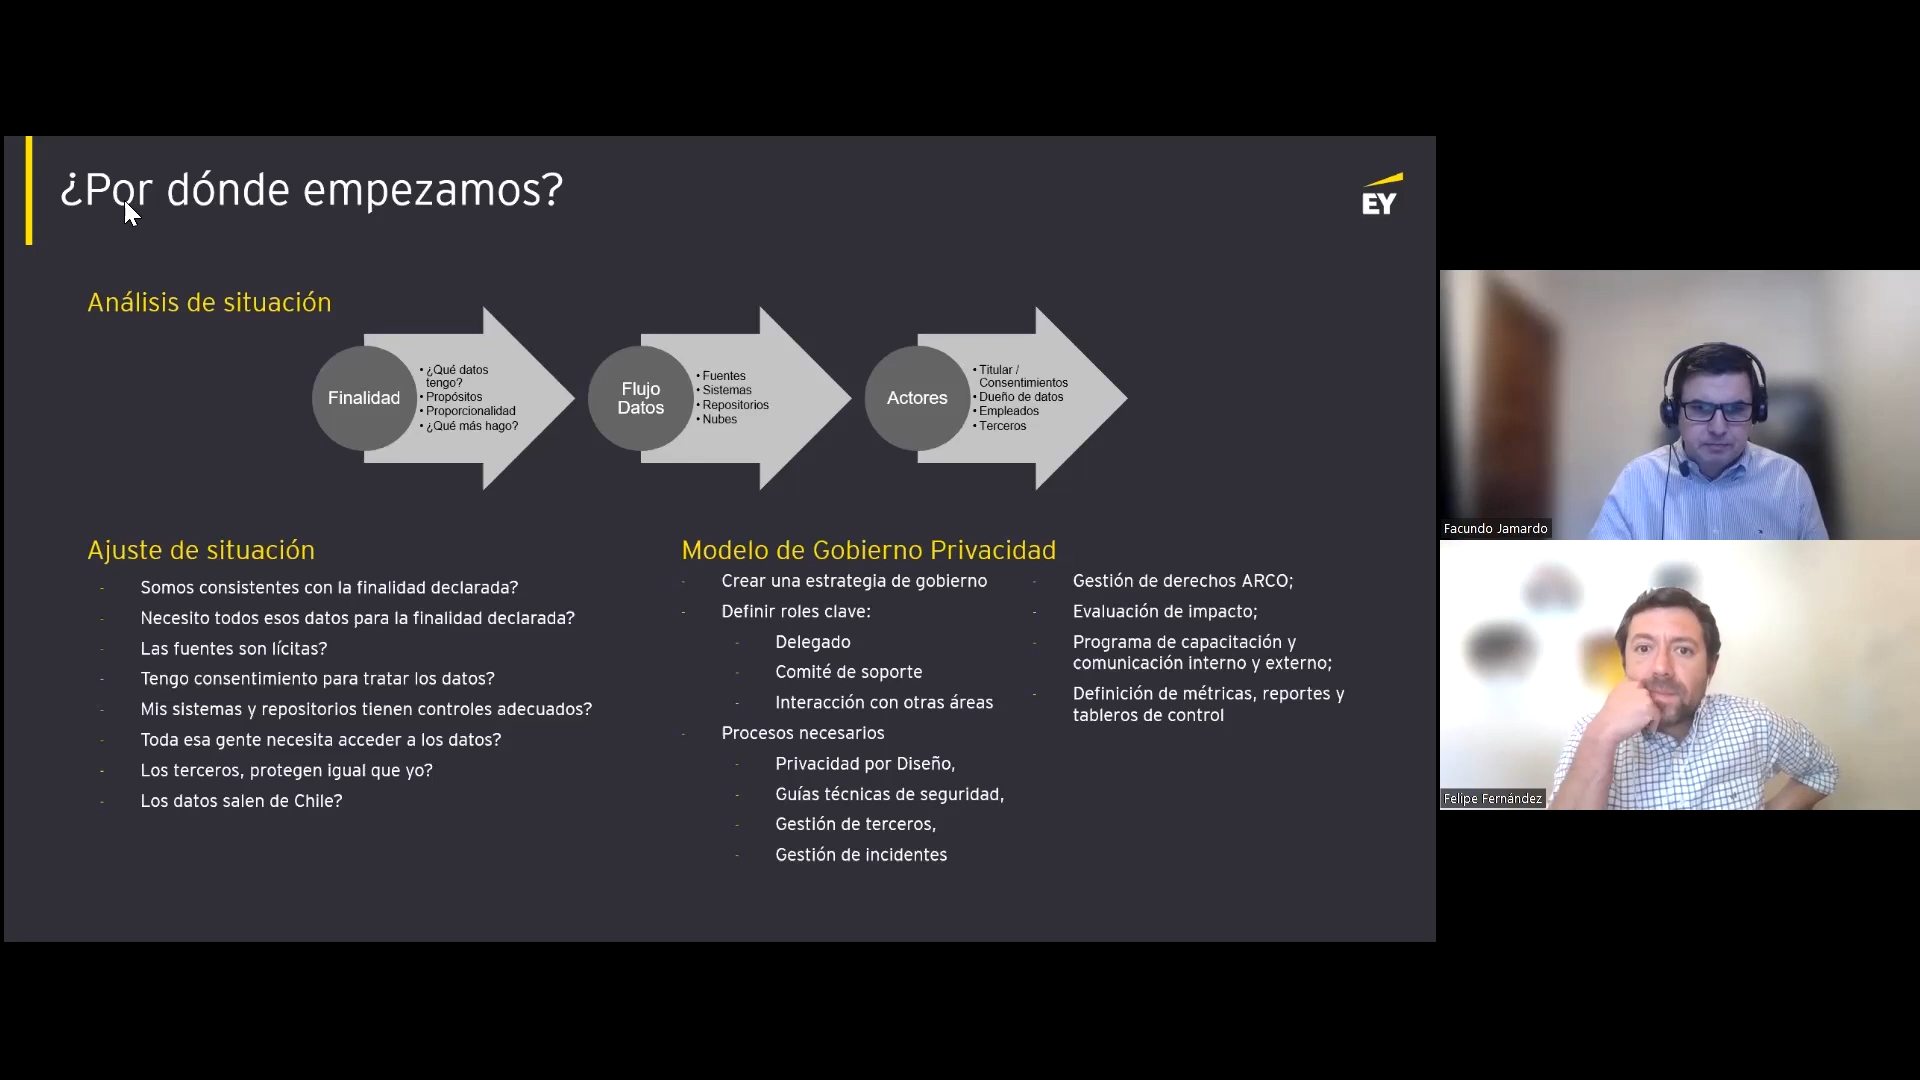 ¿Por dónde empezamos?
EY
Análisis de situación
Finalidad
• ¿Qué datos
tengo?
• Propósitos
• Proporcionalidad
• ¿Qué más hago?
Flujo
Datos
• Fuentes
• Sistemas
• Repositorios
• Nubes
Actores
• Titular /
Consentimientos
• Dueño de datos
• Empleados
• Terceros
Ajuste de situación
- Somos consistentes con la finalidad declarada?
- Necesito todos esos datos para la finalidad declarada?
- Las fuentes son lícitas?
- Tengo consentimiento para tratar los datos?
- Mis sistemas y repositorios tienen controles adecuados?
- Toda esa gente necesita acceder a los datos?
- Los terceros, protegen igual que yo?
- Los datos salen de Chile?
Modelo de Gobierno Privacidad
- Crear una estrategia de gobierno
- Definir roles clave:
- Delegado
- Comité de soporte
- Interacción con otras áreas
- Procesos necesarios
- Privacidad por Diseño,
- Guías técnicas de seguridad,
- Gestión de terceros,
- Gestión de incidentes
- Gestión de derechos ARCO;
- Evaluación de impacto;
- Programa de capacitación y
comunicación interno y externo;
- Definición de métricas, reportes y
tableros de control
Facundo Jamardo
Felipe Fernández